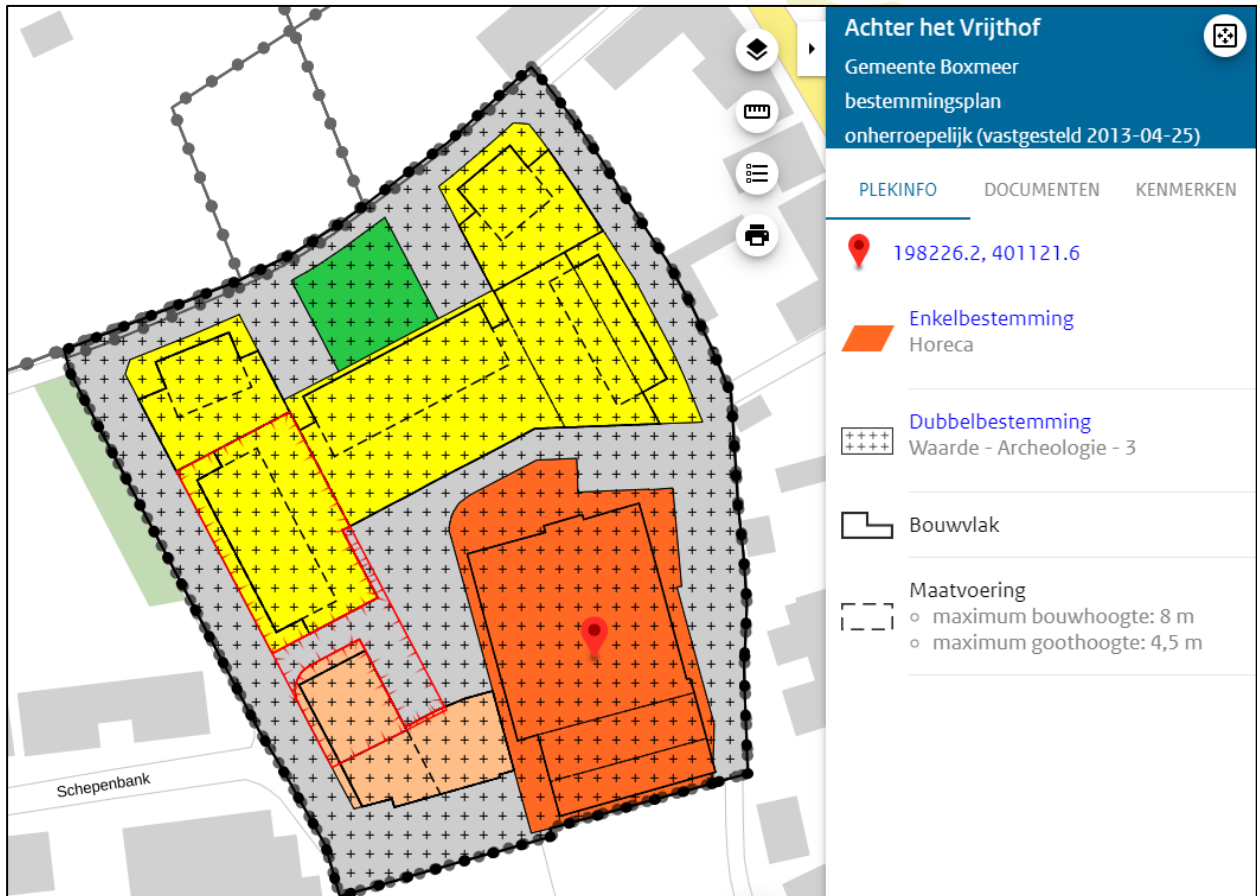 Achter het Vrijthof
Gemeente Boxmeer
bestemmingsplan
onherroepelijk (vastgesteld 2013-04-25)
PLEKINFO DOCUMENTEN KENMERKEN
198226.2, 401121.6
Enkelbestemming
Horeca
Dubbelbestemming
Waarde - Archeologie - 3
Bouwvlak
Maatvoering
maximum bouwhoogte: 8 m
maximum goothoogte: 4,5 m
Schepenbank